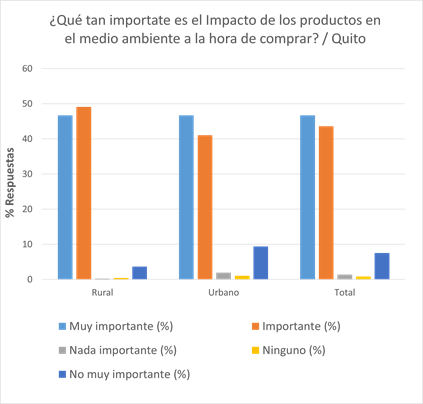 ¿Qué tan importate es el Impacto de los productos en
el medio ambiente a la hora de comprar? / Quito
60
50
40
30
20
10
0
% Respuestas
Rural
Urbano
Total
Muy importante (%)
Importante (%)
Nada importante (%)
Ninguno (%)
No muy importante (%)